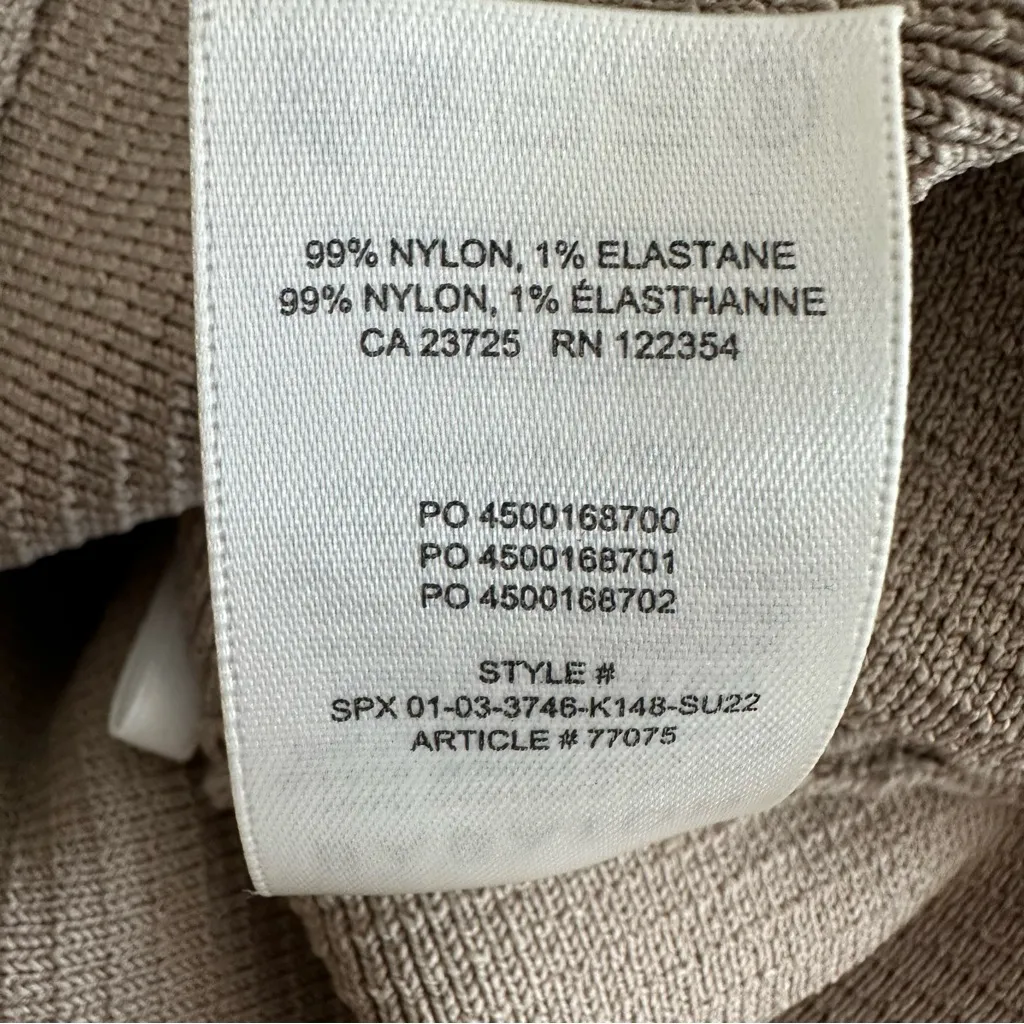 99% NYLON, 1% ELASTANE
99% NYLON, 1% ÉLASTHANNE
CA 23725 RN 122354
PO 4500168700
PO 4500168701
PO 4500168702
STYLE #
SPX 01-03-3746-K148-SU22
ARTICLE # 77075